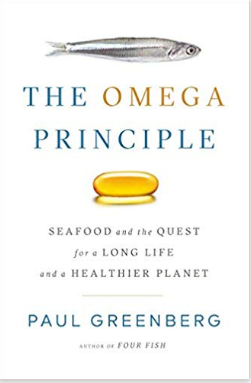 THE OMEGA
PRINCIPLE
SEAFOOD and the QUEST
for a LONG LIFE
and a HEALTHIER PLANET
PAUL GREENBERG
AUTHOR OF FOUR FISH